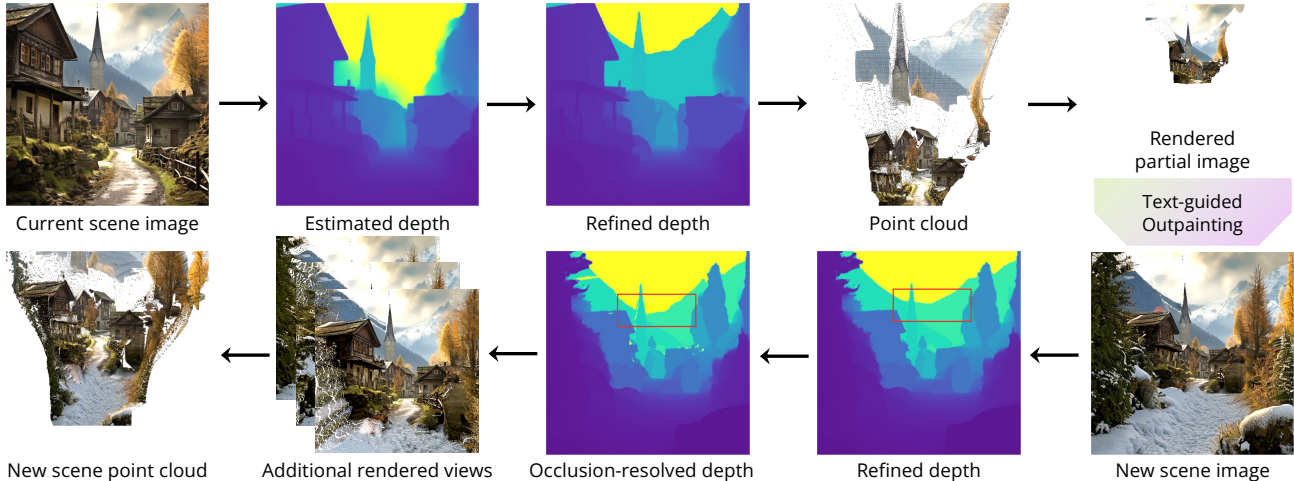 Current scene image
Estimated depth
Refined depth
Point cloud
Rendered
partial image
Text-guided
Outpainting
New scene point cloud
Additional rendered views
Occlusion-resolved depth
Refined depth
New scene image